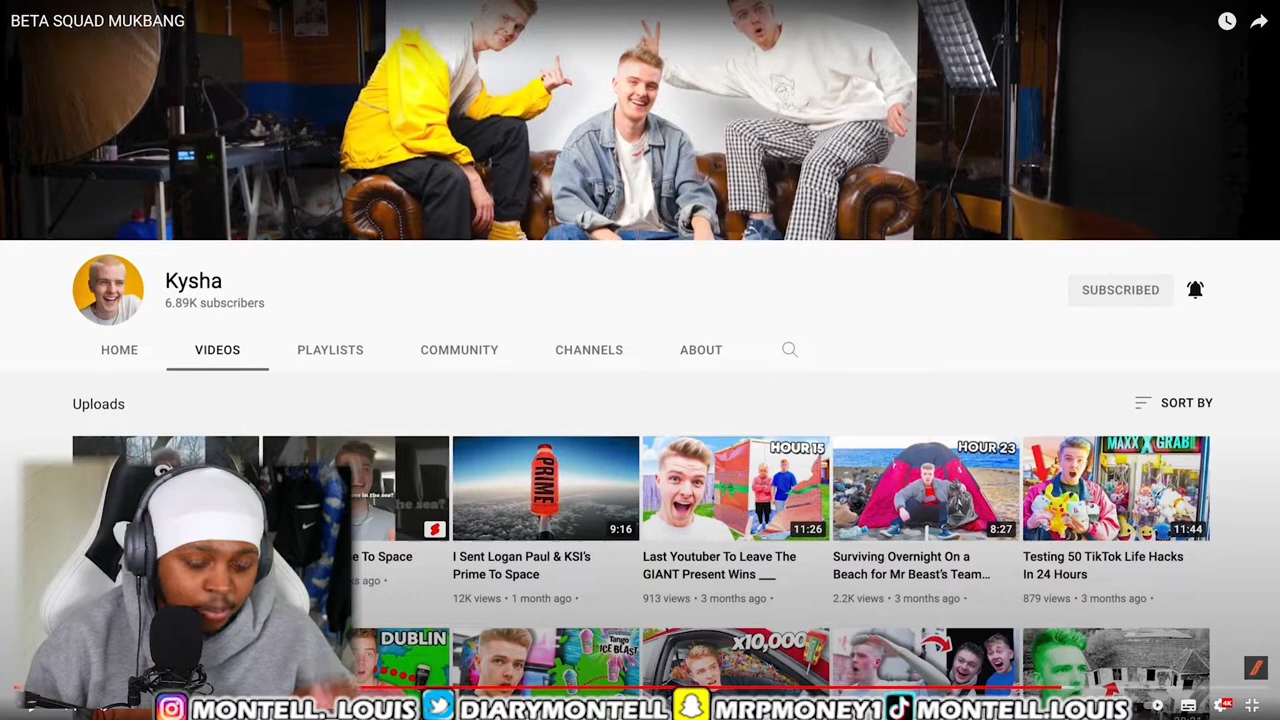 BETA SQUAD MUKBANG
Kysha
6.89K subscribers
SUBSCRIBED
HOME
VIDEOS
PLAYLISTS
COMMUNITY
CHANNELS
ABOUT
Uploads
SORT BY
PRIME
9:16
HOUR 15
11:26
HOUR 23
8:27
MAXX X GRAB!
11:44
e To Space
ks ago •
I Sent Logan Paul & KSI's
Prime To Space
12K views • 1 month ago •
Last Youtuber To Leave The
GIANT Present Wins ___
913 views • 3 months ago •
Surviving Overnight On a
Beach for Mr Beast's Team...
2.2K views • 3 months ago •
Testing 50 TikTok Life Hacks
In 24 Hours
879 views • 3 months ago •
DUBLIN
Tango
ICE BLAST
x10,000
MONTELL_LOUIS
DIARYMONTELL
MRPMONEY1
MONTELL.LOUIS
4K